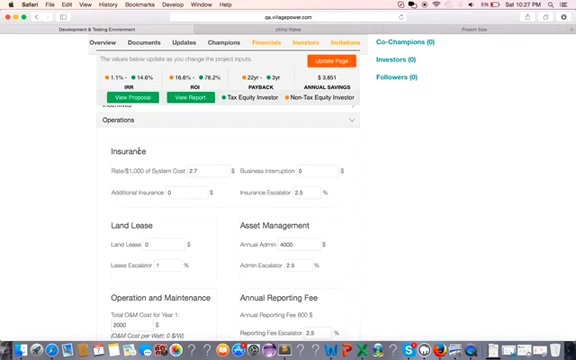 Safari File Edit View History Bookmarks Develop Window Help
Sat 10:27 PM
qa.villagepower.com
Development & Testing Environment Utility Rates Project Size
Overview Documents Updates Champions Financials Investors Invitations
The values below update as you change the project inputs.
Update Page
1.1% - 14.6% 16.6% - 78.2% 22yr - 3yr $ 3,851
IRR ROI PAYBACK ANNUAL SAVINGS
View Proposal View Report Tax Equity Investor Non-Tax Equity Investor
Co-Champions (0)
Investors (0)
Followers (0)
Incentives
Operations
Insurance
Rate/$1,000 of System Cost 2.7 $ Business Interruption 0 $
Additional Insurance 0 $ Insurance Escalator 2.5 %
Land Lease Asset Management
Land Lease 0 $ Annual Admin 4000 $
Lease Escalator 1 % Admin Escalator 2.5 %
Operation and Maintenance Annual Reporting Fee
Total O&M Cost for Year 1: Annual Reporting Fee 800 $
2000 $
(O&M Cost per Watt: 0 $/W) Reporting Fee Escalator 2.5 %